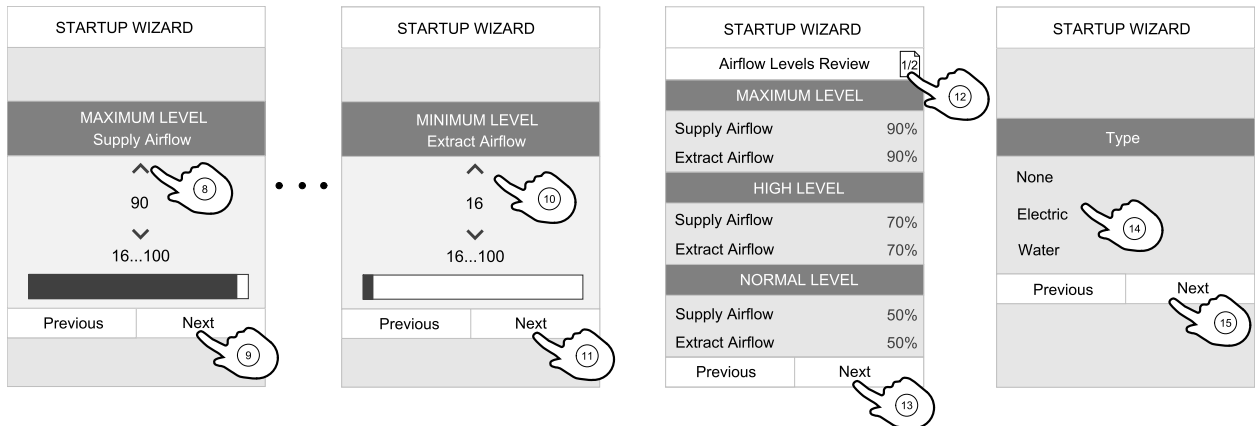 STARTUP WIZARD
MAXIMUM LEVEL
Supply Airflow
8
90
16...100
Previous
Next
9
STARTUP WIZARD
MINIMUM LEVEL
Extract Airflow
10
16
16...100
Previous
Next
11
STARTUP WIZARD
Airflow Levels Review 1/2
12
MAXIMUM LEVEL
Supply Airflow 90%
Extract Airflow 90%
HIGH LEVEL
Supply Airflow 70%
Extract Airflow 70%
NORMAL LEVEL
Supply Airflow 50%
Extract Airflow 50%
Previous
Next
13
STARTUP WIZARD
Type
None
Electric
14
Water
Previous
Next
15